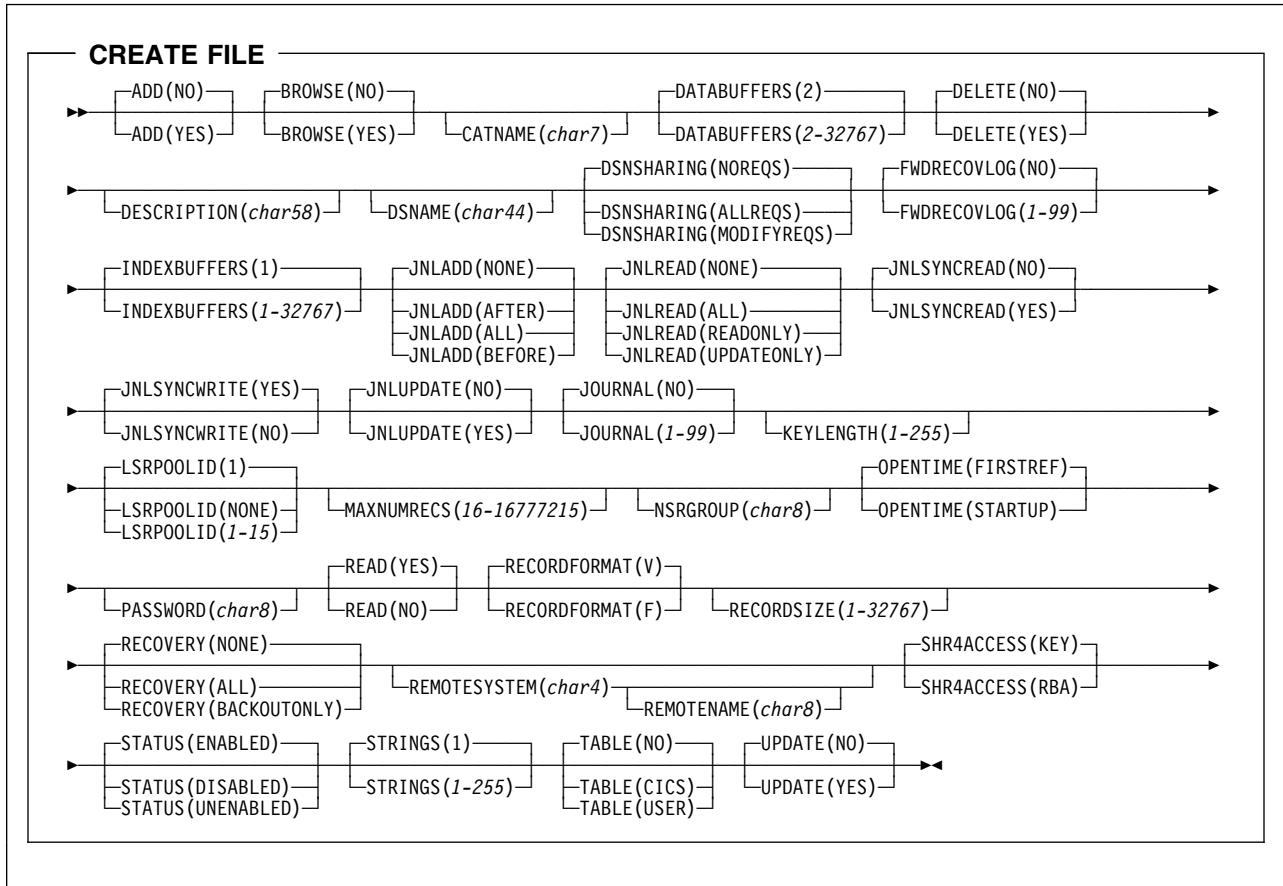 CREATE FILE
ADD(NO) BROWSE(NO) DATABUFFERS(2) DELETE(NO)
ADD(YES) BROWSE(YES) CATNAME(char7) DATABUFFERS(2-32767) DELETE(YES)
DSNSHARING(NOREQS) FWDRECOVLOG(NO)
DESCRIPTION(char58) DSNAME(char44) DSNSHARING(ALLREQS) FWDRECOVLOG(1-99)
DSNSHARING(MODIFYREQS)
INDEXBUFFERS(1) JNLADD(NONE) JNLREAD(NONE) JNLSYNCREAD(NO)
INDEXBUFFERS(1-32767) JNLADD(AFTER) JNLREAD(ALL) JNLSYNCREAD(YES)
JNLADD(ALL) JNLREAD(READONLY)
JNLADD(BEFORE) JNLREAD(UPDATEONLY)
JNLSYNCWRITE(YES) JNLUPDATE(NO) JOURNAL(NO)
JNLSYNCWRITE(NO) JNLUPDATE(YES) JOURNAL(1-99) KEYLENGTH(1-255)
LSRPOOLID(1) OPENTIME(FIRSTREF)
LSRPOOLID(NONE) MAXNUMRECS(16-16777215) NSRGROUP(char8) OPENTIME(STARTUP)
LSRPOOLID(1-15)
READ(YES) RECORDFORMAT(V)
PASSWORD(char8) READ(NO) RECORDFORMAT(F) RECORDSIZE(1-32767)
RECOVERY(NONE) SHR4ACCESS(KEY)
RECOVERY(ALL) REMOTESYSTEM(char4) SHR4ACCESS(RBA)
RECOVERY(BACKOUTONLY) REMOTENAME(char8)
STATUS(ENABLED) STRINGS(1) TABLE(NO) UPDATE(NO)
STATUS(DISABLED) STRINGS(1-255) TABLE(CICS) UPDATE(YES)
STATUS(UNENABLED) TABLE(USER)